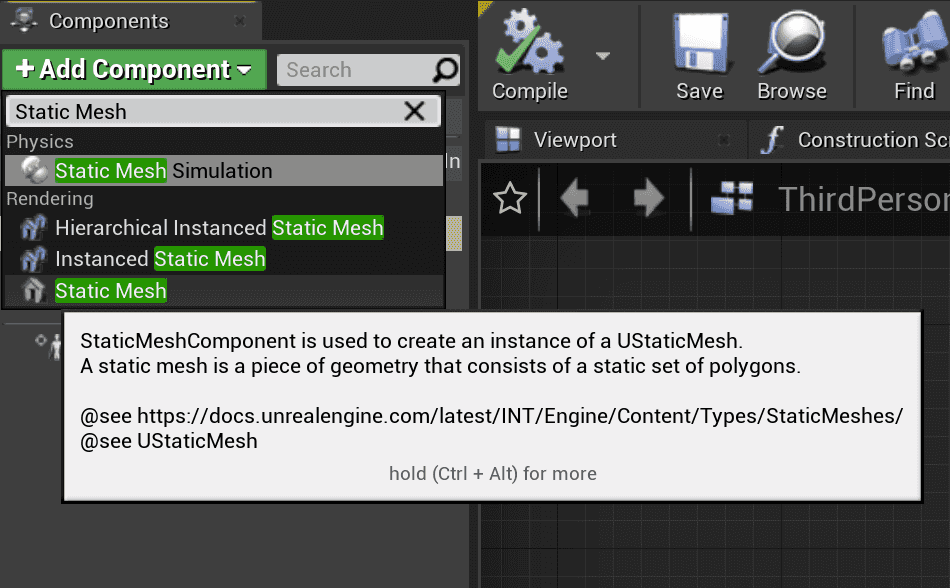 Components
+ Add Component
Search
Static Mesh
Physics
Static Mesh Simulation
Rendering
Hierarchical Instanced Static Mesh
Instanced Static Mesh
Static Mesh
In
Compile
Save
Browse
Find
Viewport
Construction Sc
ThirdPerson
StaticMeshComponent is used to create an instance of a UStaticMesh.
A static mesh is a piece of geometry that consists of a static set of polygons.
@see https://docs.unrealengine.com/latest/INT/Engine/Content/Types/StaticMeshes/
@see UStaticMesh
hold (Ctrl + Alt) for more